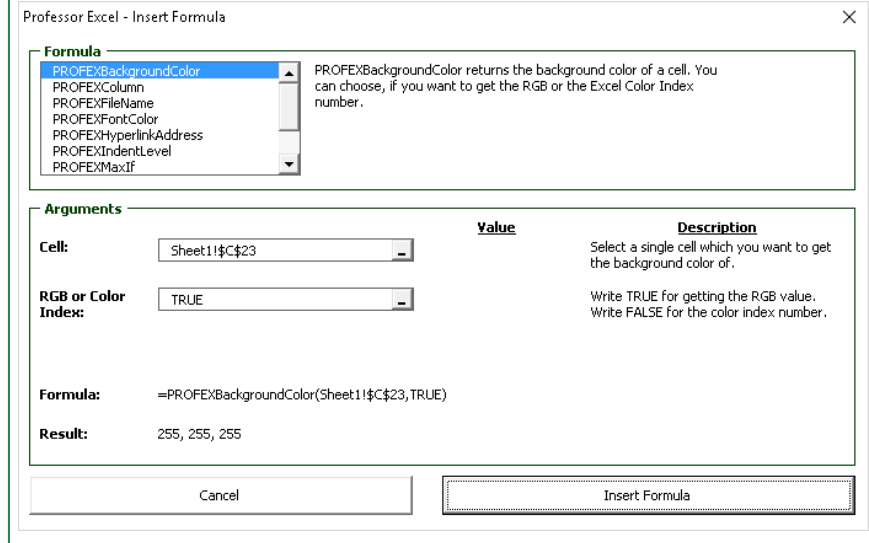 Professor Excel - Insert Formula
Formula
PROFEXBackgroundColor
PROFEXColumn
PROFEXFileName
PROFEXFontColor
PROFEXHyperlinkAddress
PROFEXIndentLevel
PROFEXMaxIf
PROFEXBackgroundColor returns the background color of a cell. You
can choose, if you want to get the RGB or the Excel Color Index
number.
Arguments
Value
Description
Cell:
Sheet1!$C$23
Select a single cell which you want to get
the background color of.
RGB or Color
Index:
TRUE
Write TRUE for getting the RGB value.
Write FALSE for the color index number.
Formula:
=PROFEXBackgroundColor(Sheet1!$C$23,TRUE)
Result:
255, 255, 255
Cancel
Insert Formula